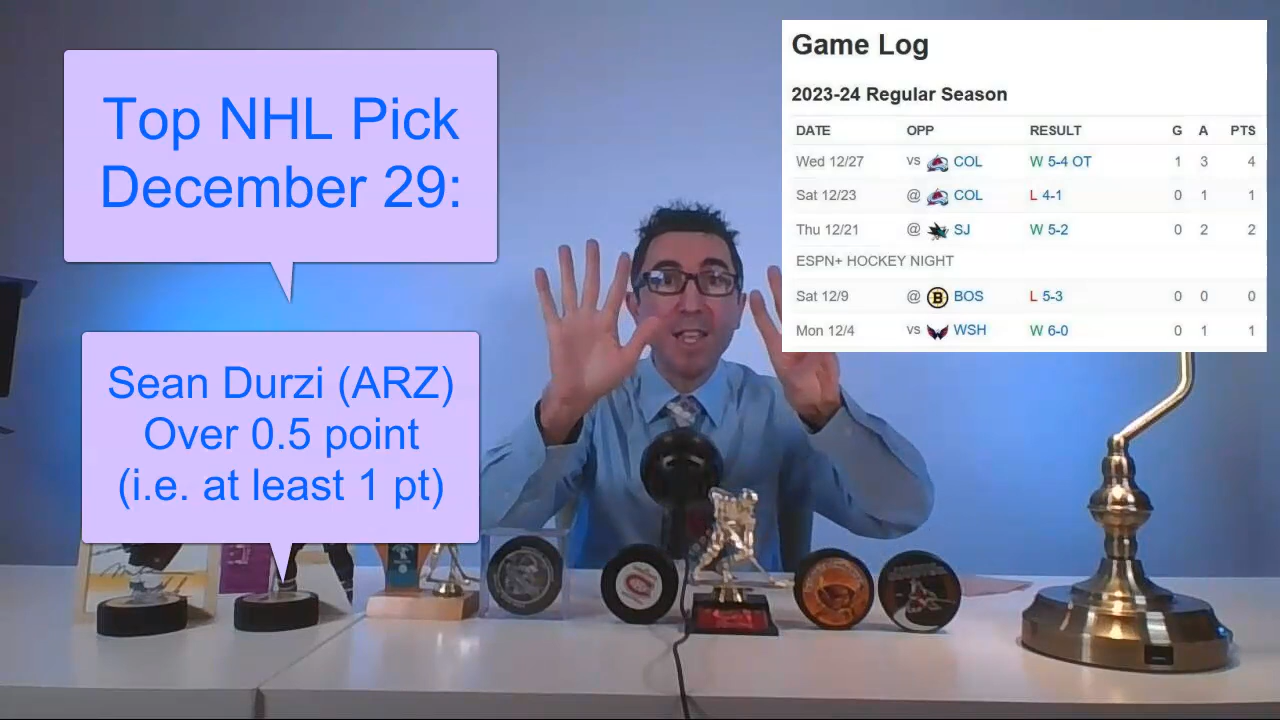 Top NHL Pick
December 29:
Sean Durzi (ARZ)
Over 0.5 point
(i.e. at least 1 pt)
Game Log
2023-24 Regular Season
DATE OPP RESULT G A PTS
Wed 12/27 vs COL W 5-4 OT 1 3 4
Sat 12/23 @ COL L 4-1 0 1 1
Thu 12/21 @ SJ W 5-2 0 2 2
ESPN+ HOCKEY NIGHT
Sat 12/9 @ B BOS L 5-3 0 0 0
Mon 12/4 vs WSH W 6-0 0 1 1